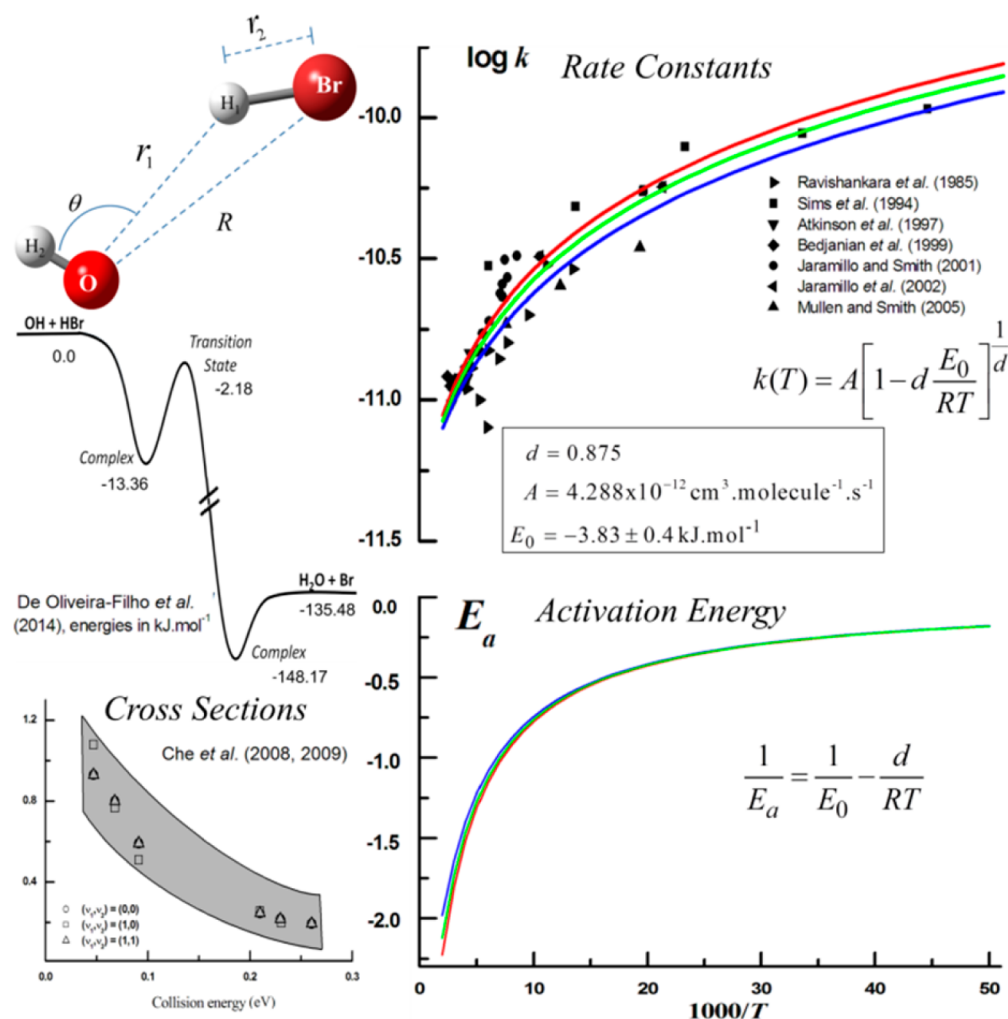 r₂
H₁
Br
r₁
θ
R
H₂
O
OH + HBr
0.0
Transition
State
-2.18
Complex
-13.36
H₂O + Br
-135.48
De Oliveira-Filho et al.
(2014), energies in kJ.mol⁻¹
Complex
-148.17
log k
Rate Constants
-10.0
-10.5
-11.0
-11.5
Ravishankara et al. (1985)
Sims et al. (1994)
Atkinson et al. (1997)
Bedjanian et al. (1999)
Jaramillo and Smith (2001)
Jaramillo et al. (2002)
Mullen and Smith (2005)
k(T) = A[1 − d E₀/RT]^(1/d)
d = 0.875
A = 4.288x10⁻¹² cm³.molecule⁻¹.s⁻¹
E₀ = −3.83 ± 0.4 kJ.mol⁻¹
Cross Sections
Che et al. (2008, 2009)
1.2
0.8
0.4
(v₁,v₂) = (0,0)
(v₁,v₂) = (1,0)
(v₁,v₂) = (1,1)
0.0 0.1 0.2 0.3
Collision energy (eV)
Eₐ
Activation Energy
0.0
-0.5
-1.0
-1.5
-2.0
1/Eₐ = 1/E₀ − d/RT
0 10 20 30 40 50
1000/T